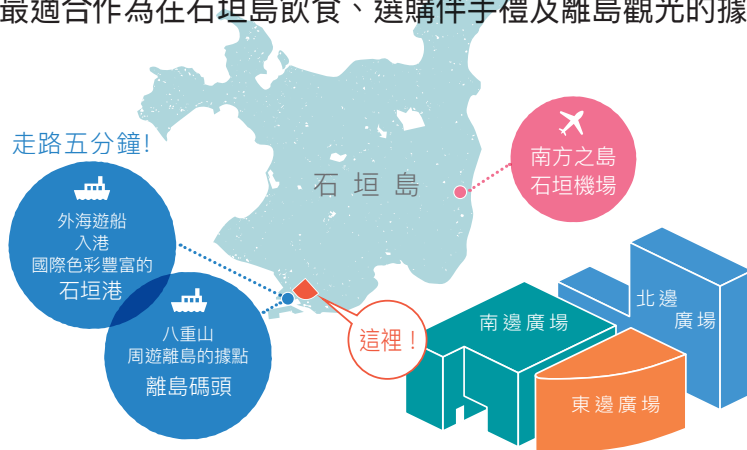 最適合作為在石垣島飲食、選購伴手禮及離島觀光的據
走路五分鐘!
外海遊船
入港
國際色彩豐富的
石垣港
八重山
周遊離島的據點
離島碼頭
石垣島
南方之島
石垣機場
這裡！
南邊廣場
北邊
廣場
東邊廣場